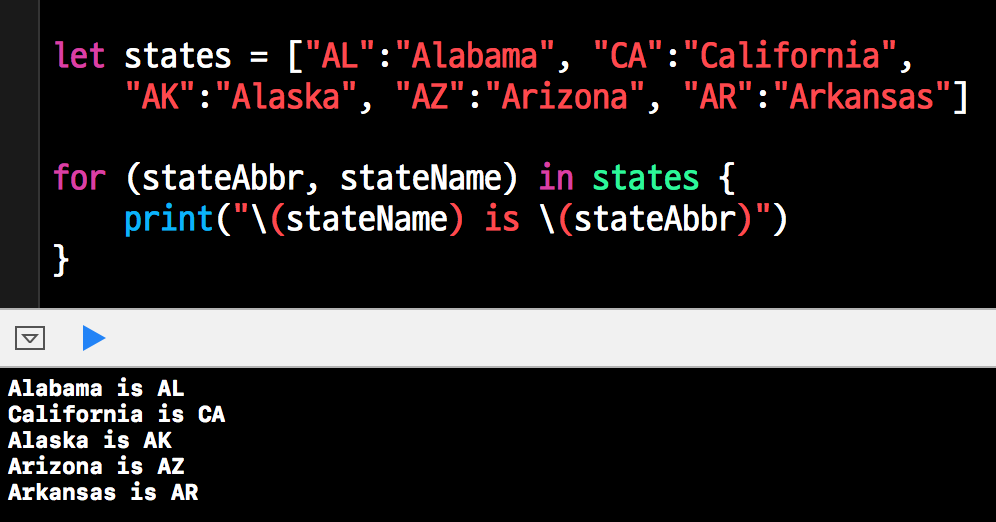 let states = ["AL":"Alabama", "CA":"California",
"AK":"Alaska", "AZ":"Arizona", "AR":"Arkansas"]
for (stateAbbr, stateName) in states {
print("\(stateName) is \(stateAbbr)")
}
Alabama is AL
California is CA
Alaska is AK
Arizona is AZ
Arkansas is AR